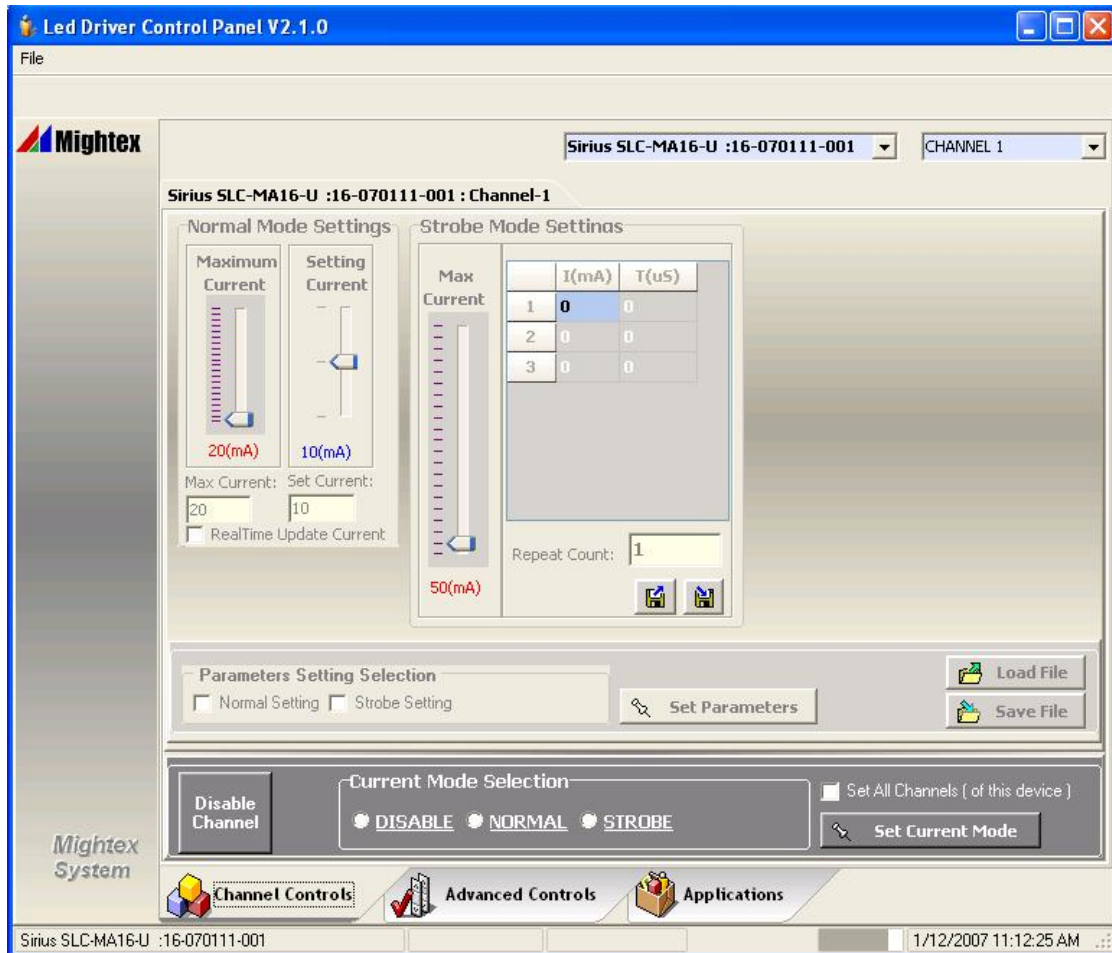 Led Driver Control Panel V2.1.0
File
Mightex
Sirius SLC-MA16-U :16-070111-001
CHANNEL 1
Sirius SLC-MA16-U :16-070111-001 : Channel-1
Normal Mode Settings
Maximum Current
Setting Current
20(mA)
10(mA)
Max Current:
Set Current:
20
10
RealTime Update Current
Strobe Mode Settings
Max Current
50(mA)
I(mA) T(uS)
1 0 0
2 0 0
3 0 0
Repeat Count: 1
Parameters Setting Selection
Normal Setting
Strobe Setting
Set Parameters
Load File
Save File
Disable Channel
Current Mode Selection
DISABLE NORMAL STROBE
Set All Channels ( of this device )
Set Current Mode
Mightex System
Channel Controls
Advanced Controls
Applications
Sirius SLC-MA16-U :16-070111-001
1/12/2007 11:12:25 AM